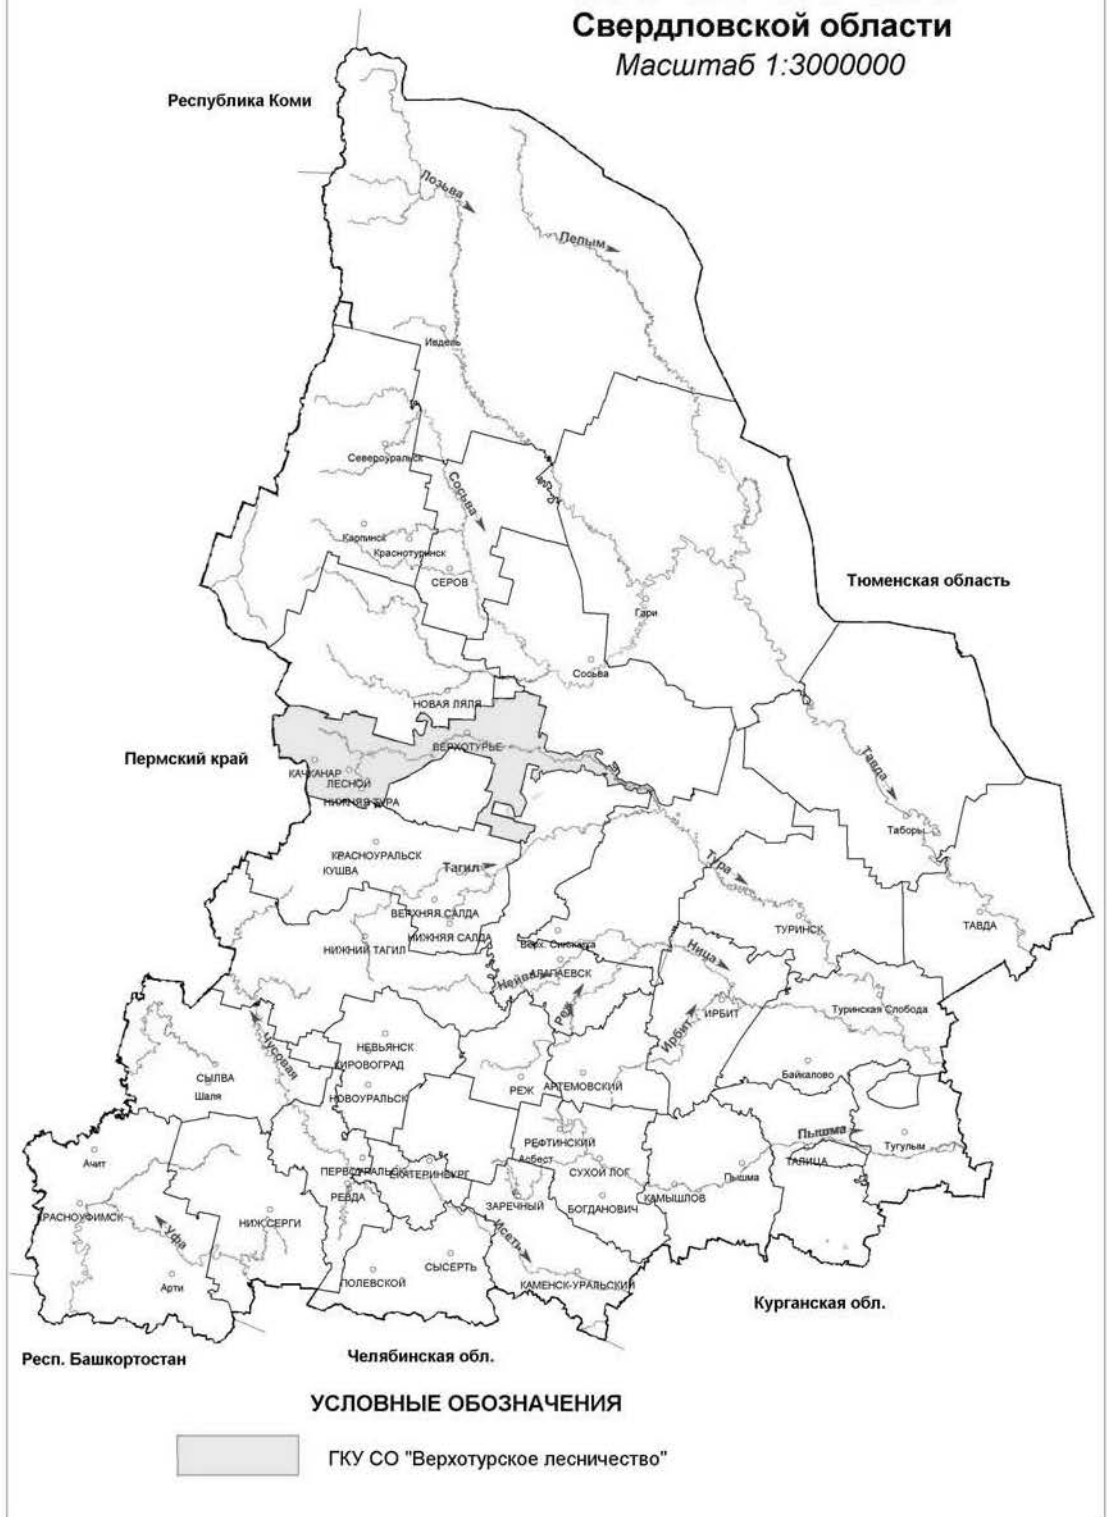 Свердловской области
Масштаб 1:3000000
Республика Коми
Лозьва
Пелым
Ивдель
Североуральск
Сосьва
Карпинск
Краснотурьинск
СЕРОВ
Тюменская область
Гари
Сосьва
НОВАЯ ЛЯЛЯ
ВЕРХОТУРЬЕ
Пермский край
КАЧКАНАР
ЛЕСНОЙ
НИЖНЯЯ ТУРА
Тавда
Таборы
КРАСНОУРАЛЬСК
КУШВА
Тагил
Тура
ВЕРХНЯЯ САЛДА
ТУРИНСК
ТАВДА
НИЖНЯЯ САЛДА
НИЖНИЙ ТАГИЛ
Верх. Синячиха
Ница
АЛАПАЕВСК
Нейва
Реж
ИРБИТ
Туринская Слобода
Ирбит
Чусовая
НЕВЬЯНСК
КИРОВОГРАД
СЫЛВА
Шаля
НОВОУРАЛЬСК
РЕЖ
АРТЕМОВСКИЙ
Байкалово
Пышма
РЕФТИНСКИЙ
Тугулым
Асбест
ТАЛИЦА
Ачит
ПЕРВОУРАЛЬСК
ЕКАТЕРИНБУРГ
СУХОЙ ЛОГ
Пышма
РЕВДА
ЗАРЕЧНЫЙ
БОГДАНОВИЧ
КАМЫШЛОВ
КРАСНОУФИМСК
НИЖ.СЕРГИ
Уфа
Исеть
СЫСЕРТЬ
Арти
ПОЛЕВСКОЙ
КАМЕНСК-УРАЛЬСКИЙ
Курганская обл.
Респ. Башкортостан
Челябинская обл.
УСЛОВНЫЕ ОБОЗНАЧЕНИЯ
ГКУ СО "Верхотурское лесничество"